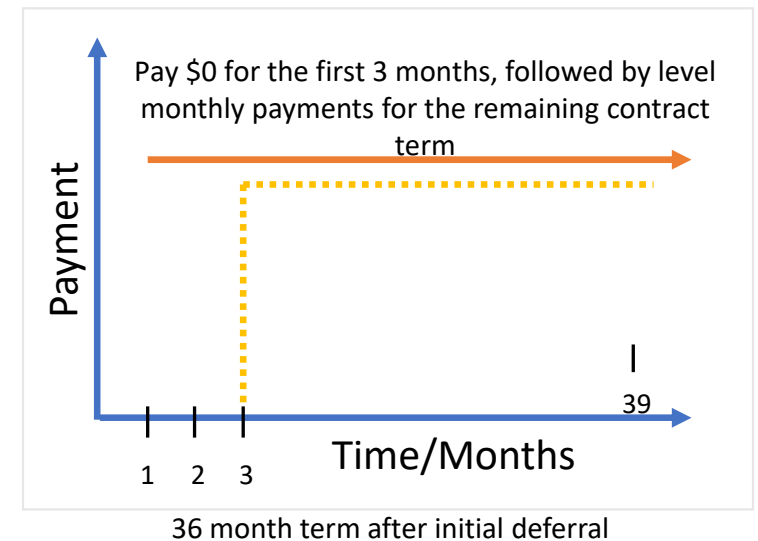 Pay $0 for the first 3 months, followed by level
monthly payments for the remaining contract
term
Payment
39
Time/Months
1 2 3
36 month term after initial deferral